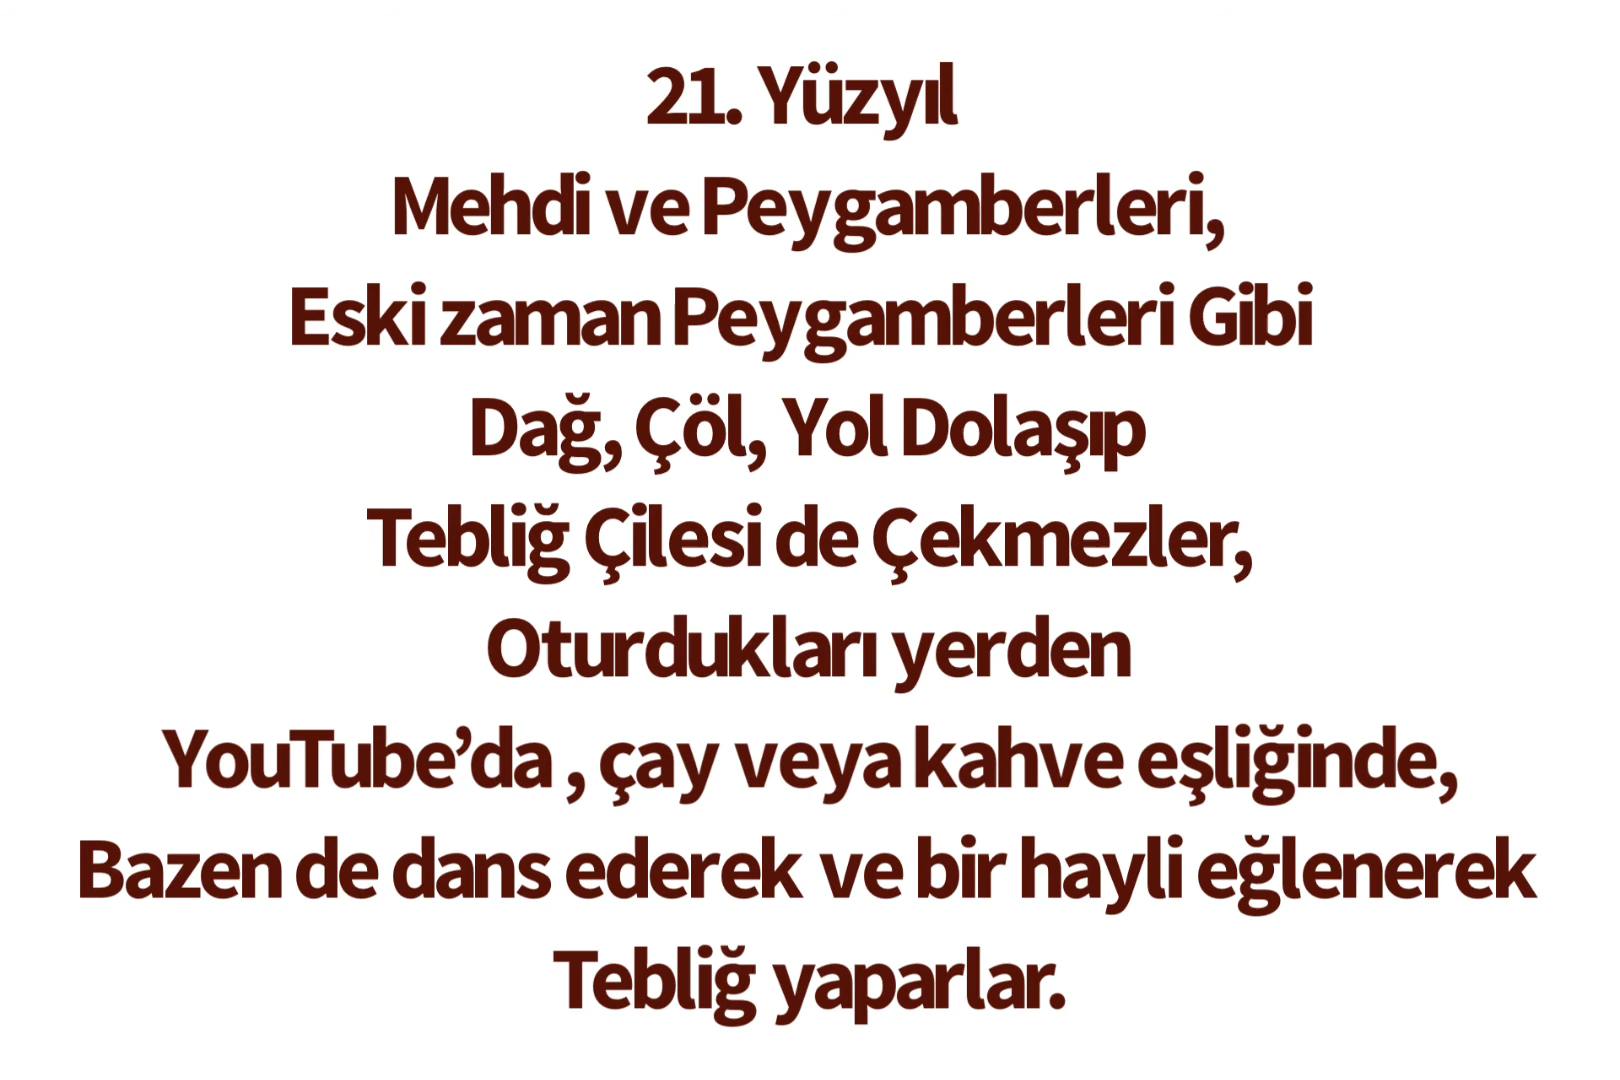 21. Yüzyıl
Mehdi ve Peygamberleri,
Eski zaman Peygamberleri Gibi
Dağ, Çöl, Yol Dolaşıp
Tebliğ Çilesi de Çekmezler,
Oturdukları yerden
YouTube’da , çay veya kahve eşliğinde,
Bazen de dans ederek ve bir hayli eğlenerek
Tebliğ yaparlar.